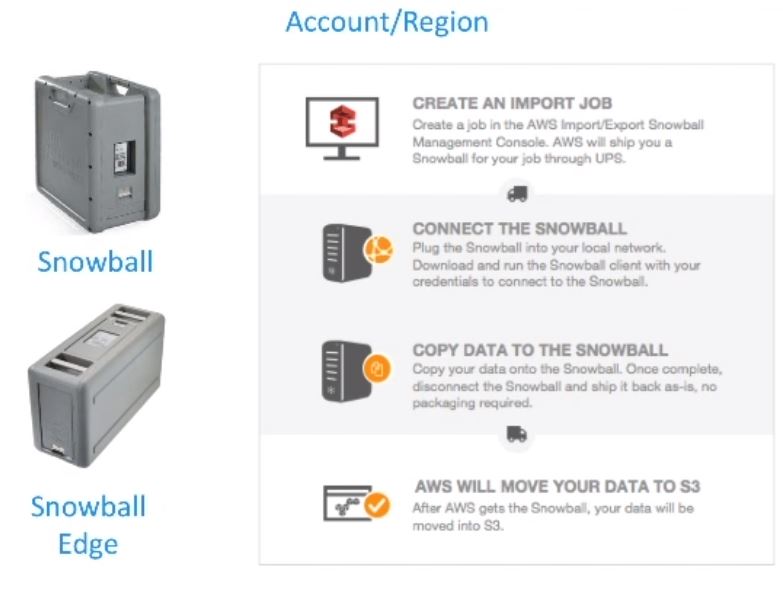 Account/Region
Snowball
Snowball
Edge
CREATE AN IMPORT JOB
Create a job in the AWS Import/Export Snowball
Management Console. AWS will ship you a
Snowball for your job through UPS.
CONNECT THE SNOWBALL
Plug the Snowball into your local network.
Download and run the Snowball client with your
credentials to connect to the Snowball.
COPY DATA TO THE SNOWBALL
Copy your data onto the Snowball. Once complete,
disconnect the Snowball and ship it back as-is, no
packaging required.
AWS WILL MOVE YOUR DATA TO S3
After AWS gets the Snowball, your data will be
moved into S3.